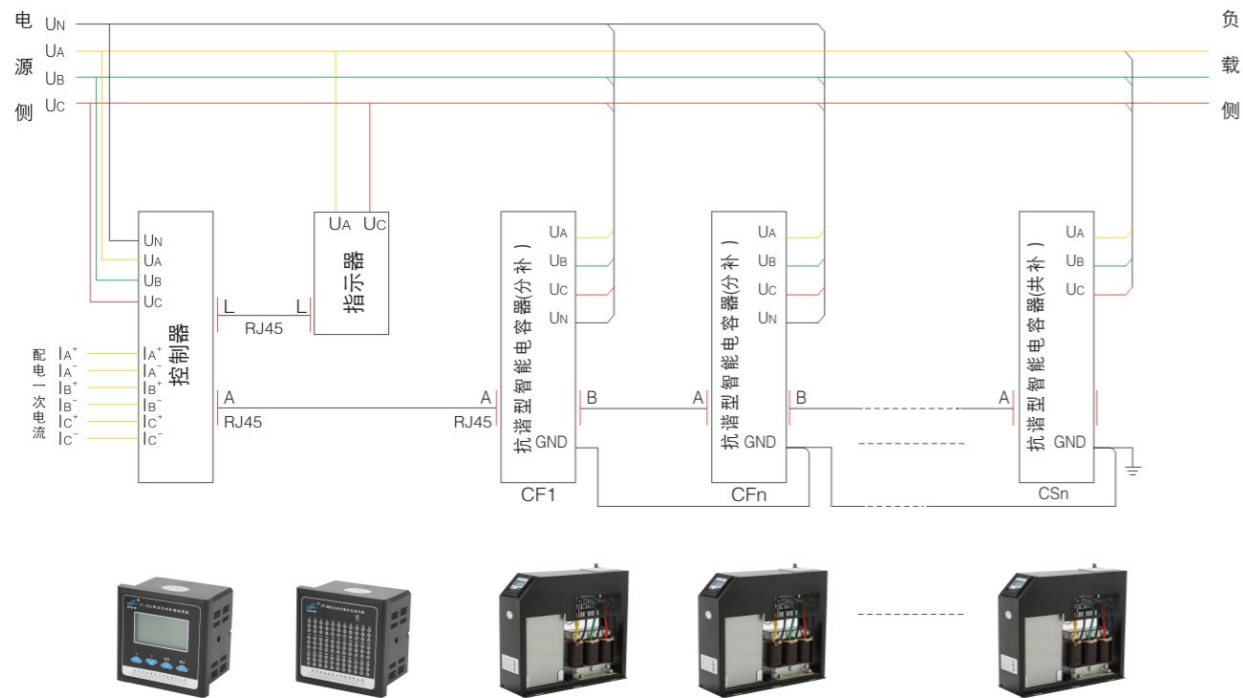 电源侧
UN
UA
UB
UC
负载侧
UN
UA
UB
UC
控制器
L
RJ45
L
UA UC
指示器
配电一次电流
IA+ IA+
IA- IA-
IB+ IB+
IB- IB-
IC+ IC+
IC- IC-
A
RJ45
A
RJ45
抗谐型智能电容器(分补)
UA
UB
UC
UN
B
GND
CF1
A
抗谐型智能电容器(分补)
UA
UB
UC
UN
B
GND
CFn
A
抗谐型智能电容器(共补)
UA
UB
UC
GND
CSn